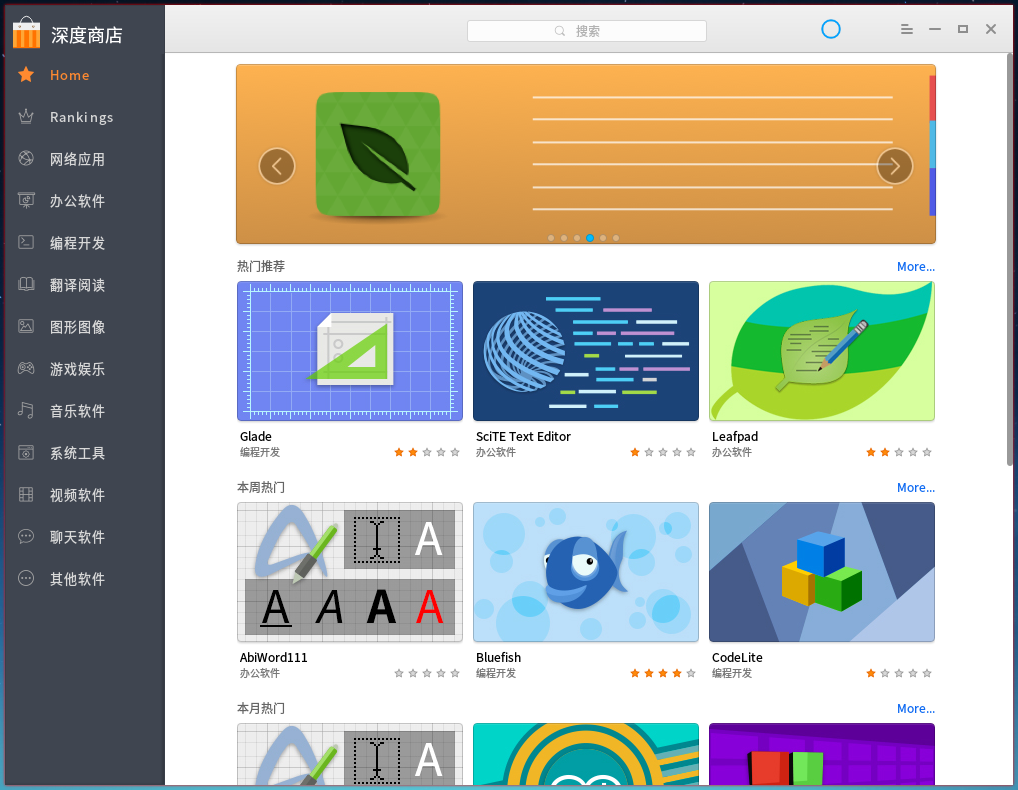 深度商店
搜索
Home
Rankings
网络应用
办公软件
编程开发
翻译阅读
图形图像
游戏娱乐
音乐软件
系统工具
视频软件
聊天软件
其他软件
热门推荐
More...
Glade
编程开发
SciTE Text Editor
办公软件
Leafpad
办公软件
本周热门
More...
A
A A A A
AbiWord111
办公软件
Bluefish
编程开发
CodeLite
编程开发
本月热门
More...
A